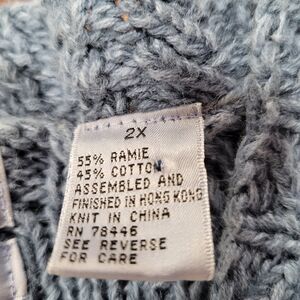 2X
55% RAMIE
45% COTTON
ASSEMBLED AND
FINISHED IN HONG KONG
KNIT IN CHINA
RN 78446
SEE REVERSE
FOR CARE